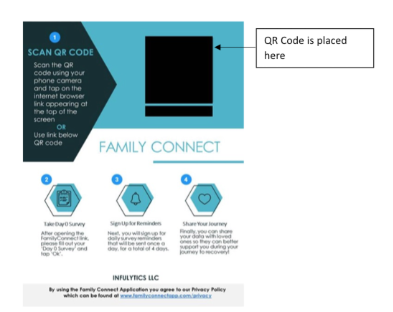 QR Code is placed
here
1
SCAN QR CODE
Scan the QR
code using your
phone camera
and tap on the
internet browser
link appearing at
the top of the
screen
OR
Use link below
QR code
FAMILY CONNECT
2
Take Day 0 Survey
After opening the
FamilyConnect link,
please fill out your
"Day 0 Survey" and
tap "Ok".
3
Sign Up for Reminders
Next, you will sign up for
daily survey reminders
that will be sent once a
day, for a total of 4 days.
4
Share Your Journey
Finally, you can share
your data with loved
ones so they can better
support you during your
journey to recovery!
INFULYTICS LLC
By using the Family Connect Application you agree to our Privacy Policy
which can be found at www.familyconnectapp.com/privacy